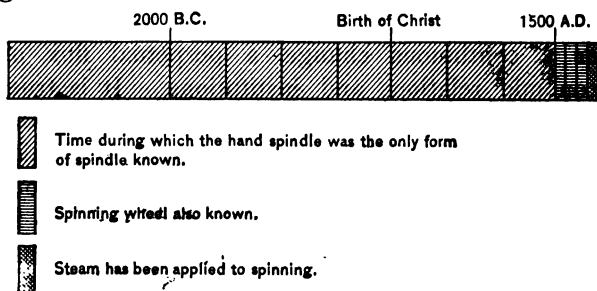 2000 B.C. Birth of Christ 1500 A.D.
Time during which the hand spindle was the only form
of spindle known.
Spinning wheel also known.
Steam has been applied to spinning.